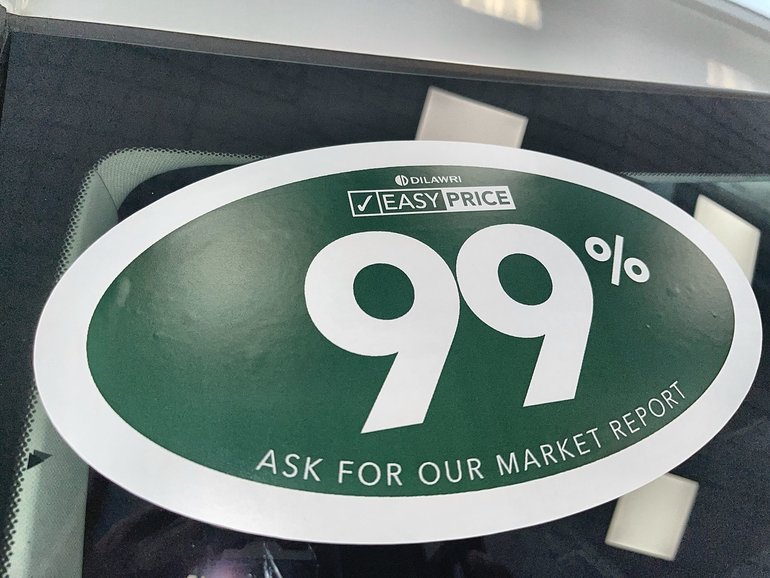 DILAWRI
✓ EASY PRICE
99%
ASK FOR OUR MARKET REPORT